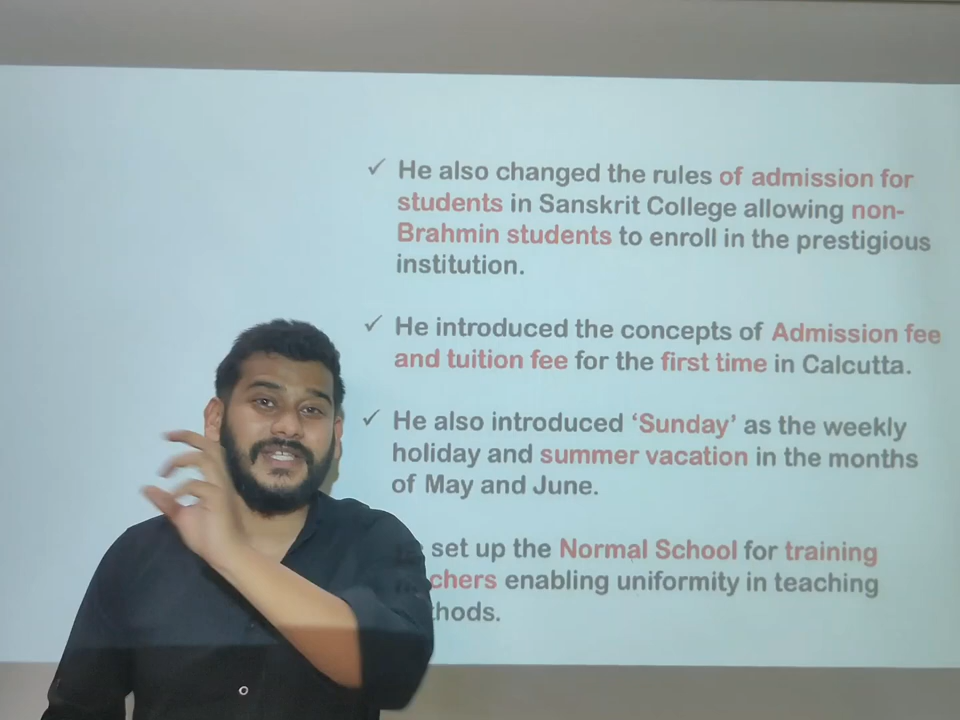 ✓ He also changed the rules of admission for
students in Sanskrit College allowing non-
Brahmin students to enroll in the prestigious
institution.
✓ He introduced the concepts of Admission fee
and tuition fee for the first time in Calcutta.
✓ He also introduced ‘Sunday’ as the weekly
holiday and summer vacation in the months
of May and June.
set up the Normal School for training
enabling uniformity in teaching